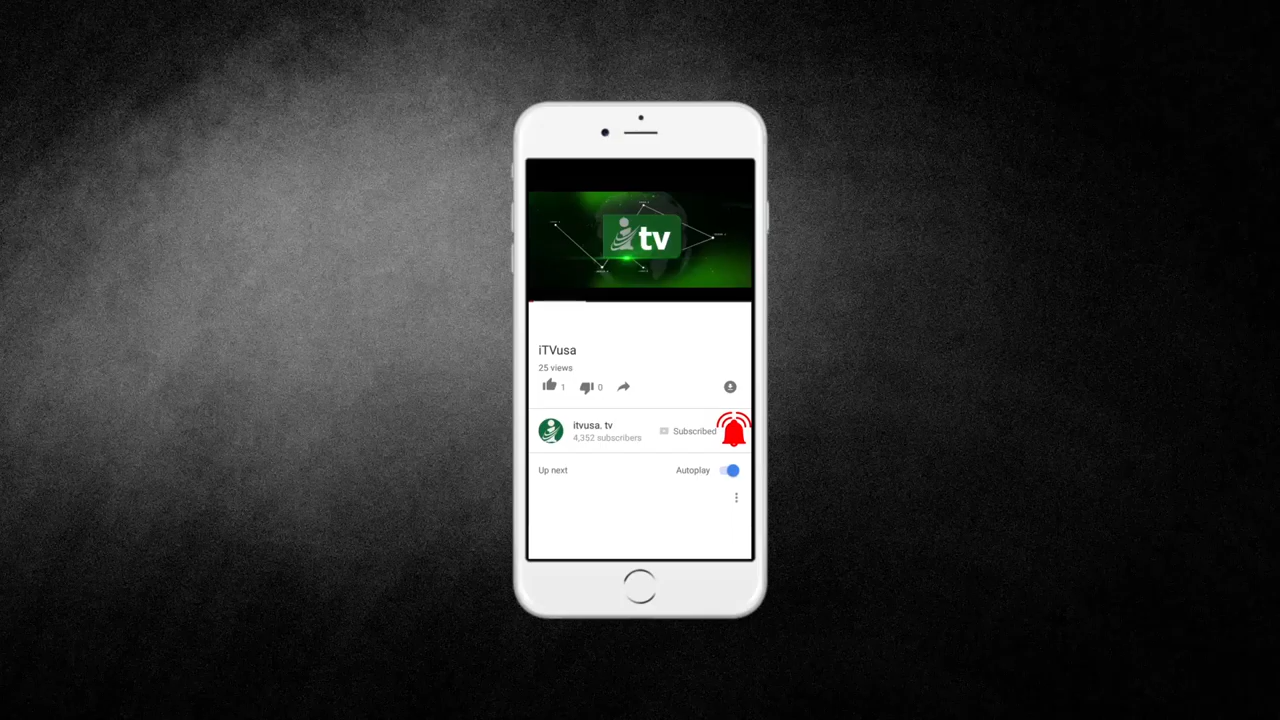 tv
iTVusa
25 views
1 0
itvusa. tv
4,352 subscribers
Subscribed
Up next
Autoplay